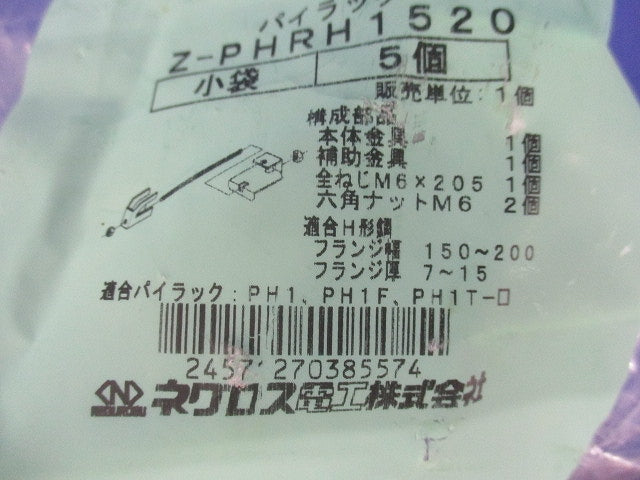 パイラック
Z-PHRH1520
小袋 5個
販売単位:1個
構成部品
本体金具 1個
補助金具 1個
全ねじM6×205 1個
六角ナットM6 2個
適合H形鋼
フランジ幅 150~200
フランジ厚 7~15
適合パイラック:PH1、PH1F、PH1T-ロ
2457 270385574
ネグロス電工株式会社